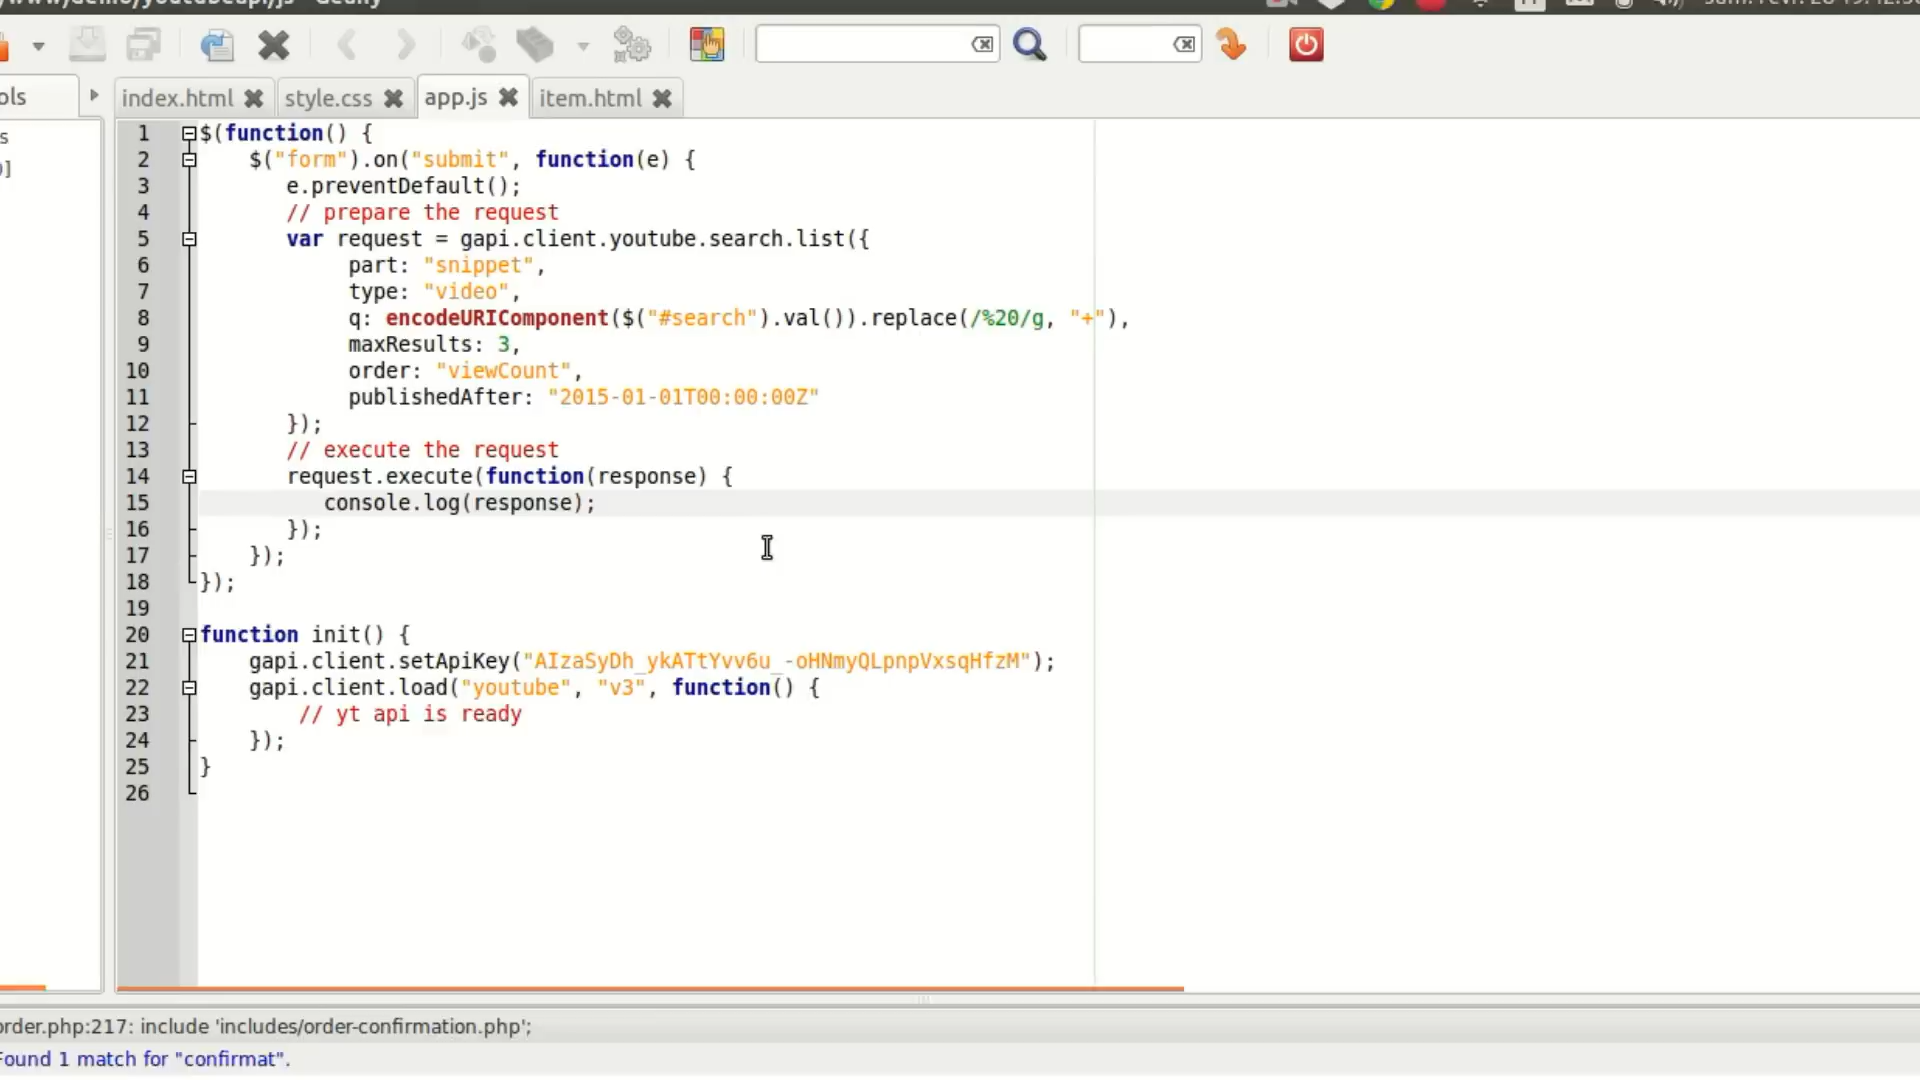 index.html style.css app.js item.html
1 $(function() {
2 $("form").on("submit", function(e) {
3 e.preventDefault();
4 // prepare the request
5 var request = gapi.client.youtube.search.list({
6 part: "snippet",
7 type: "video",
8 q: encodeURIComponent($("#search").val()).replace(/%20/g, "+"),
9 maxResults: 3,
10 order: "viewCount",
11 publishedAfter: "2015-01-01T00:00:00Z"
12 });
13 // execute the request
14 request.execute(function(response) {
15 console.log(response);
16 });
17 });
18 });
19
20 function init() {
21 gapi.client.setApiKey("AIzaSyDh_ykATtYvv6u_-oHNmyQLpnpVxsqHfzM");
22 gapi.client.load("youtube", "v3", function() {
23 // yt api is ready
24 });
25 }
26
order.php:217: include 'includes/order-confirmation.php';
Found 1 match for "confirmat".